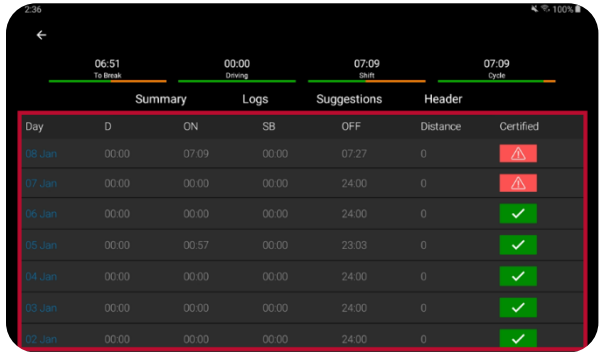 2:36 100%
06:51 00:00 07:09 07:09
To Break Driving Shift Cycle
Summary Logs Suggestions Header
Day D ON SB OFF Distance Certified
08 Jan 00:00 07:09 00:00 07:27 0
07 Jan 00:00 00:00 00:00 24:00 0
06 Jan 00:00 00:00 00:00 24:00 0
05 Jan 00:00 00:57 00:00 23:03 0
04 Jan 00:00 00:00 00:00 24:00 0
03 Jan 00:00 00:00 00:00 24:00 0
02 Jan 00:00 00:00 00:00 24:00 0